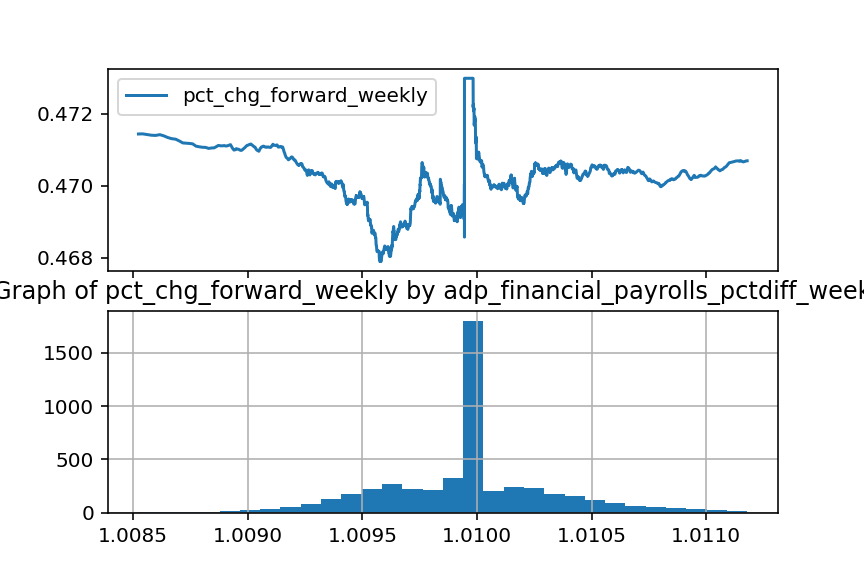 pct_chg_forward_weekly
0.472
0.470
0.468
Graph of pct_chg_forward_weekly by adp_financial_payrolls_pctdiff_week
1500
1000
500
0
1.0085 1.0090 1.0095 1.0100 1.0105 1.0110